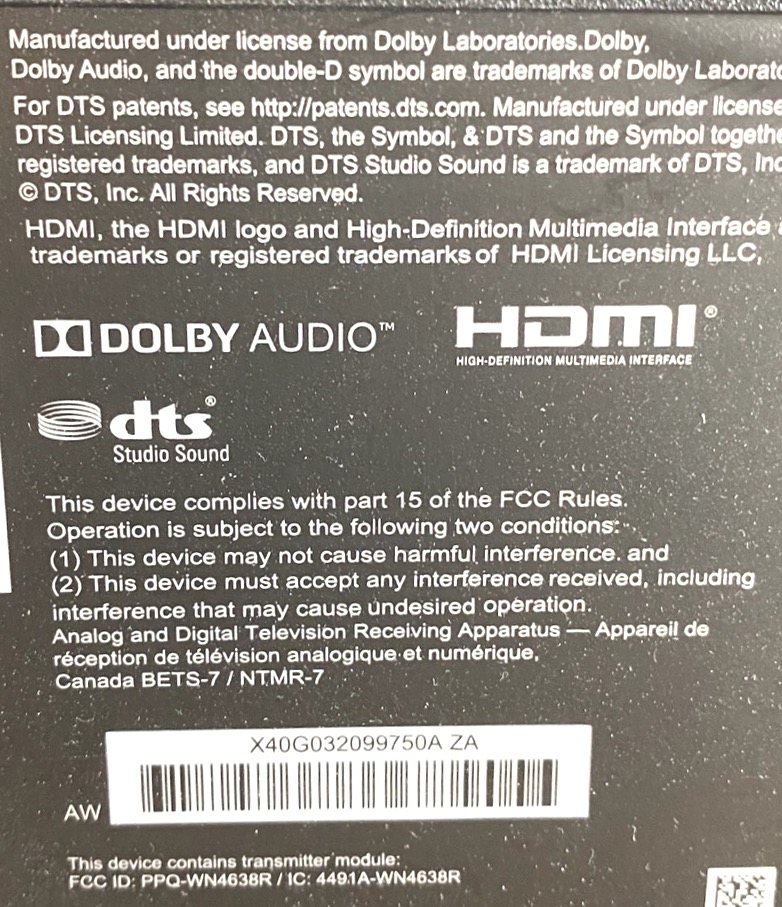 Manufactured under license from Dolby Laboratories.Dolby,
Dolby Audio, and the double-D symbol are trademarks of Dolby
For DTS patents, see http://patents.dts.com. Manufactured under
DTS Licensing Limited. DTS, the Symbol, & DTS and the Symbol
registered trademarks, and DTS Studio Sound is a trademark of DTS,
© DTS, Inc. All Rights Reserved.
HDMI, the HDMI logo and High-Definition Multimedia Interface
trademarks or registered trademarks of HDMI Licensing LLC,
DOLBY AUDIO™
HDMI®
HIGH-DEFINITION MULTIMEDIA INTERFACE
dts®
Studio Sound
This device complies with part 15 of the FCC Rules.
Operation is subject to the following two conditions:
(1) This device may not cause harmful interference. and
(2) This device must accept any interference received, including
interference that may cause undesired operation.
Analog and Digital Television Receiving Apparatus — Appareil de
réception de télévision analogique et numérique,
Canada BETS-7 / NTMR-7
X40G032099750A ZA
AW
This device contains transmitter module:
FCC ID: PPQ-WN4638R / IC: 4491A-WN4638R